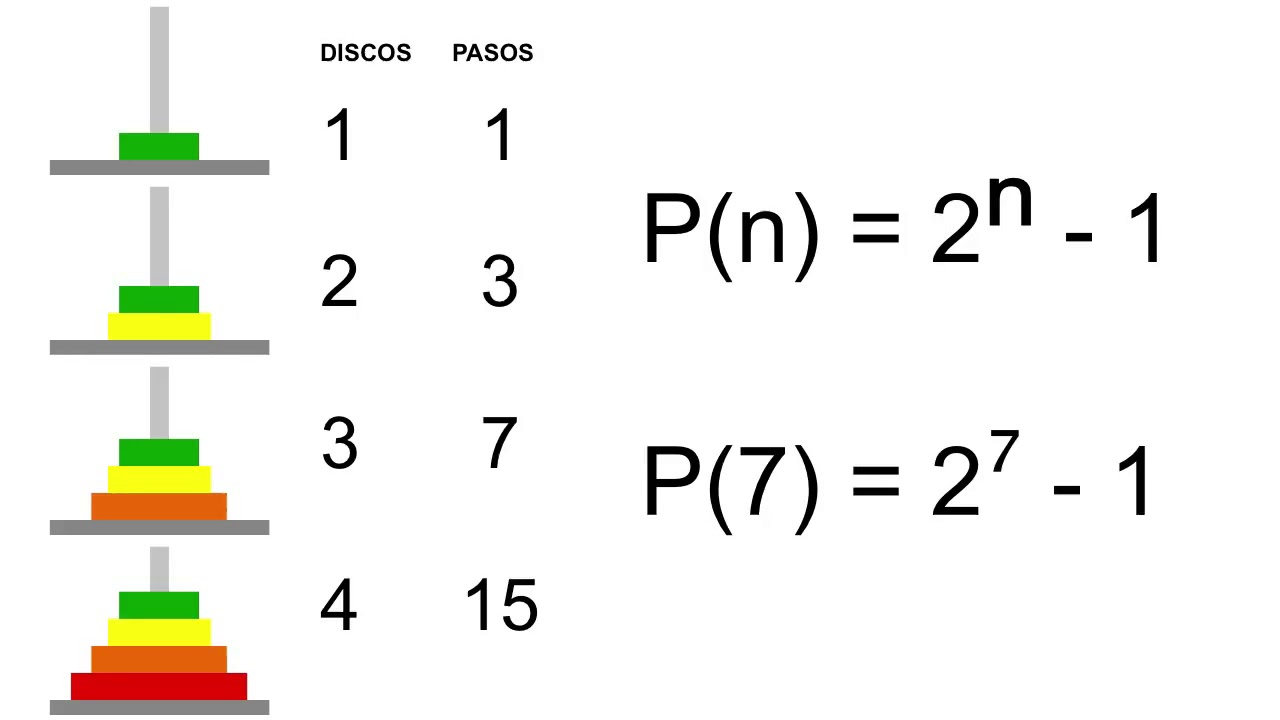 DISCOS PASOS
1 1
P(n) = 2ⁿ - 1
2 3
3 7
P(7) = 2⁷ - 1
4 15